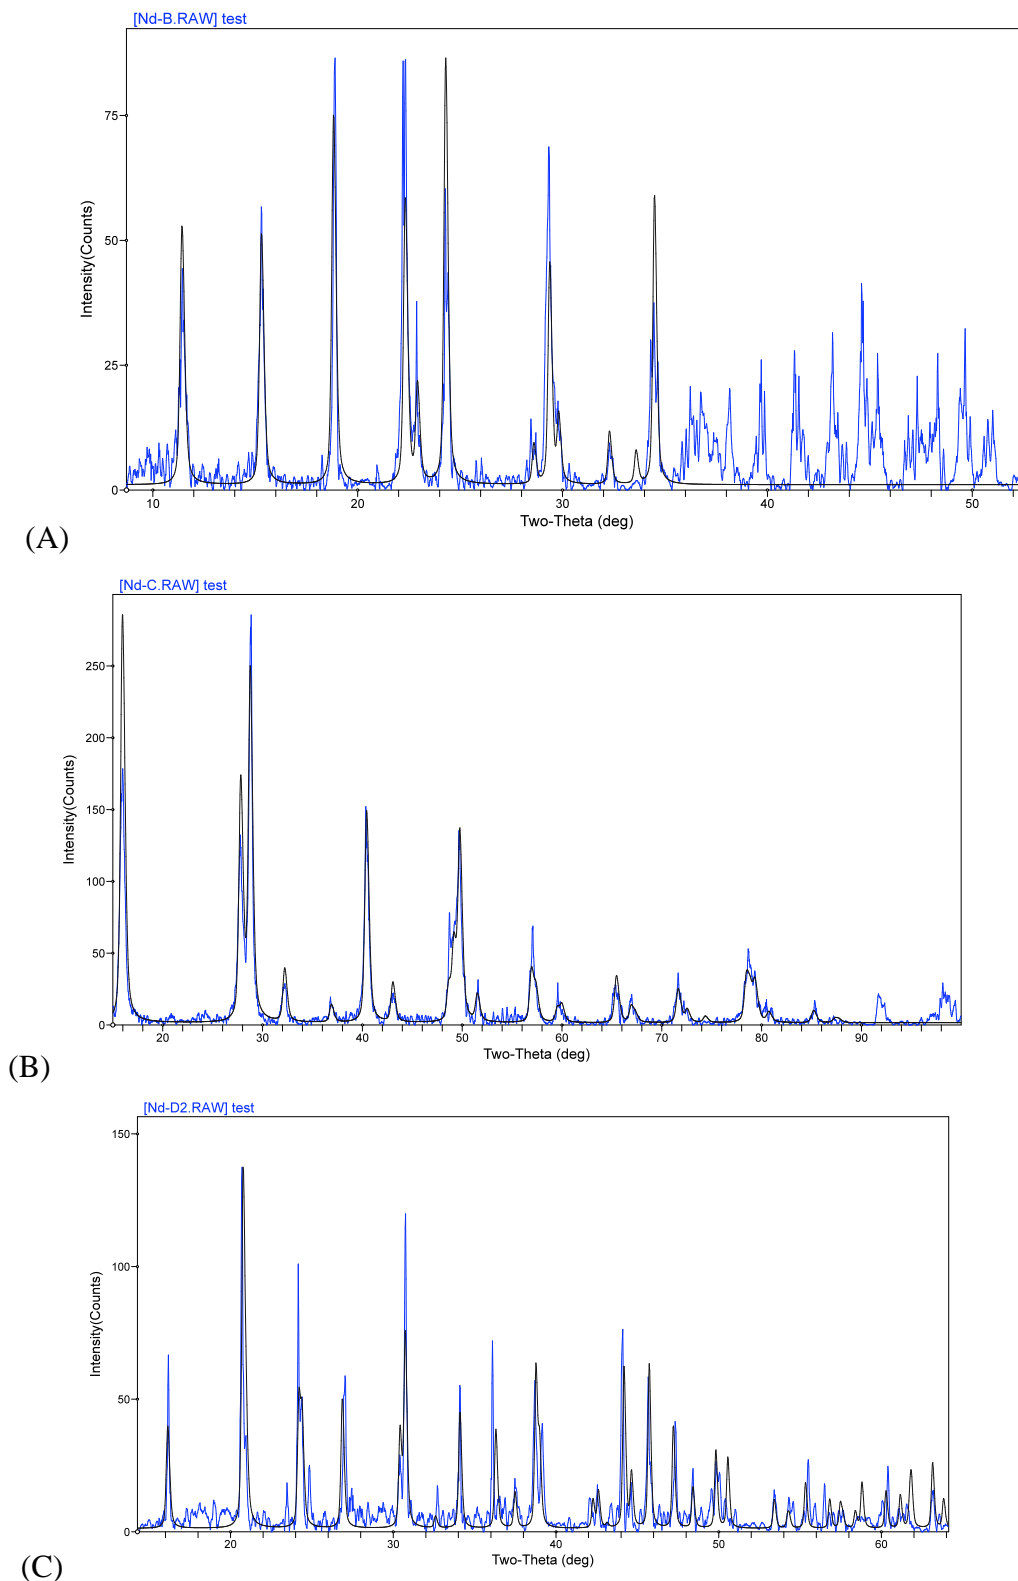 [Nd-B.RAW] test
75
50
25
0
Intensity(Counts)
10 20 30 40 50
Two-Theta (deg)
(A)
[Nd-C.RAW] test
250
200
150
100
50
0
Intensity(Counts)
20 30 40 50 60 70 80 90
Two-Theta (deg)
(B)
[Nd-D2.RAW] test
150
100
50
0
Intensity(Counts)
20 30 40 50 60
Two-Theta (deg)
(C)